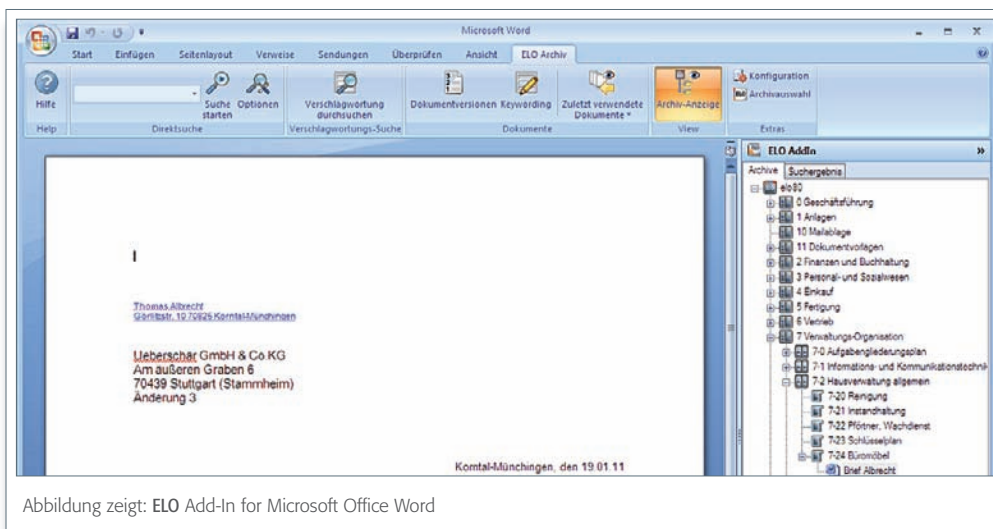 Microsoft Word
Start Einfügen Seitenlayout Verweise Sendungen Überprüfen Ansicht ELO Archiv
Hilfe
Suche starten
Optionen
Verschlagwortung durchsuchen
Dokumentversionen
Keywording
Zuletzt verwendete Dokumente
Archiv-Anzeige
Konfiguration
Archivauswahl
Help Direktsuche Verschlagwortungs-Suche Dokumente View Extras
Thomas Albrecht
Görlitzstr. 10 70825 Korntal-Münchingen
Ueberschär GmbH & Co KG
Am äußeren Graben 6
70439 Stuttgart (Stammheim)
Änderung 3
Korntal-Münchingen, den 19.01.11
ELO AddIn
Archive Suchergebnis
elo80
0 Geschäftsführung
1 Anlagen
10 Mailablage
11 Dokumentvorlagen
2 Finanzen und Buchhaltung
3 Personal- und Sozialwesen
4 Einkauf
5 Fertigung
6 Vertrieb
7 Verwaltungs-Organisation
7-0 Aufgabengliederungsplan
7-1 Informations- und Kommunikationstechnik
7-2 Hausverwaltung allgemein
7-20 Reinigung
7-21 Instandhaltung
7-22 Pförtner, Wachdienst
7-23 Schlüsselplan
7-24 Büromöbel
Brief Albrecht
Abbildung zeigt: ELO Add-In for Microsoft Office Word